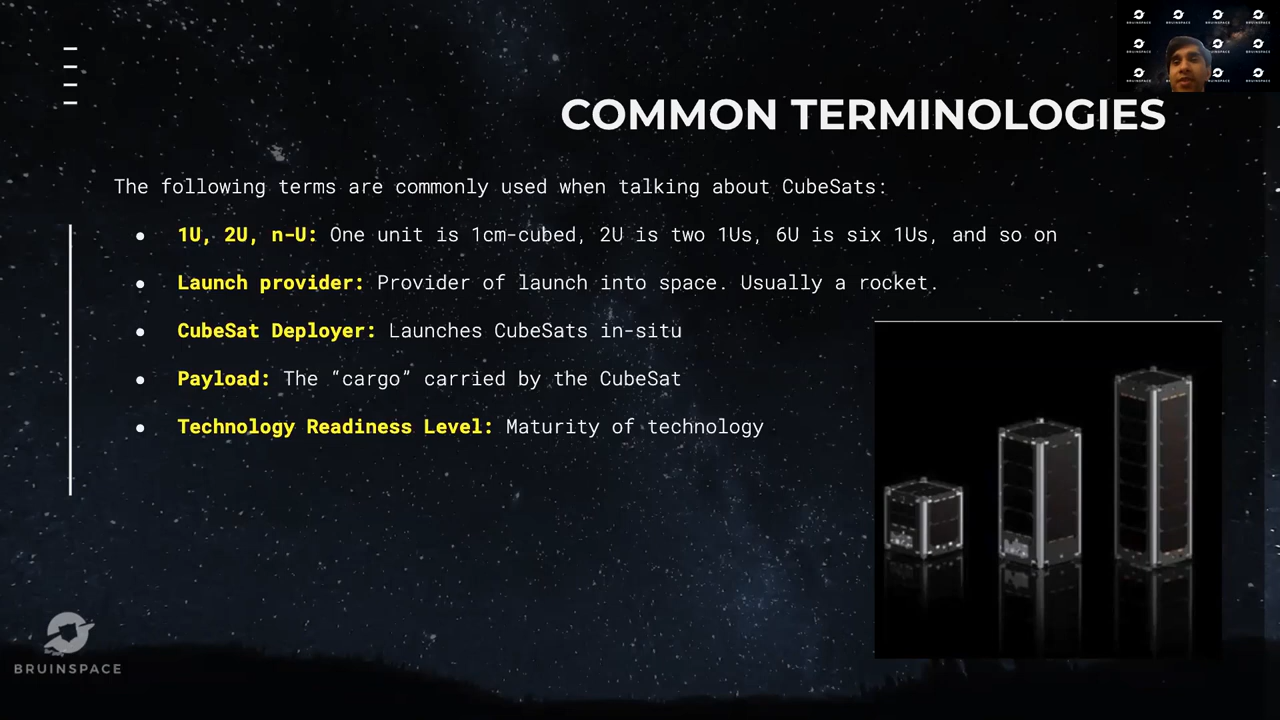 COMMON TERMINOLOGIES
The following terms are commonly used when talking about CubeSats:
● 1U, 2U, n-U: One unit is 1cm-cubed, 2U is two 1Us, 6U is six 1Us, and so on
● Launch provider: Provider of launch into space. Usually a rocket.
● CubeSat Deployer: Launches CubeSats in-situ
● Payload: The “cargo” carried by the CubeSat
● Technology Readiness Level: Maturity of technology
BRUINSPACE